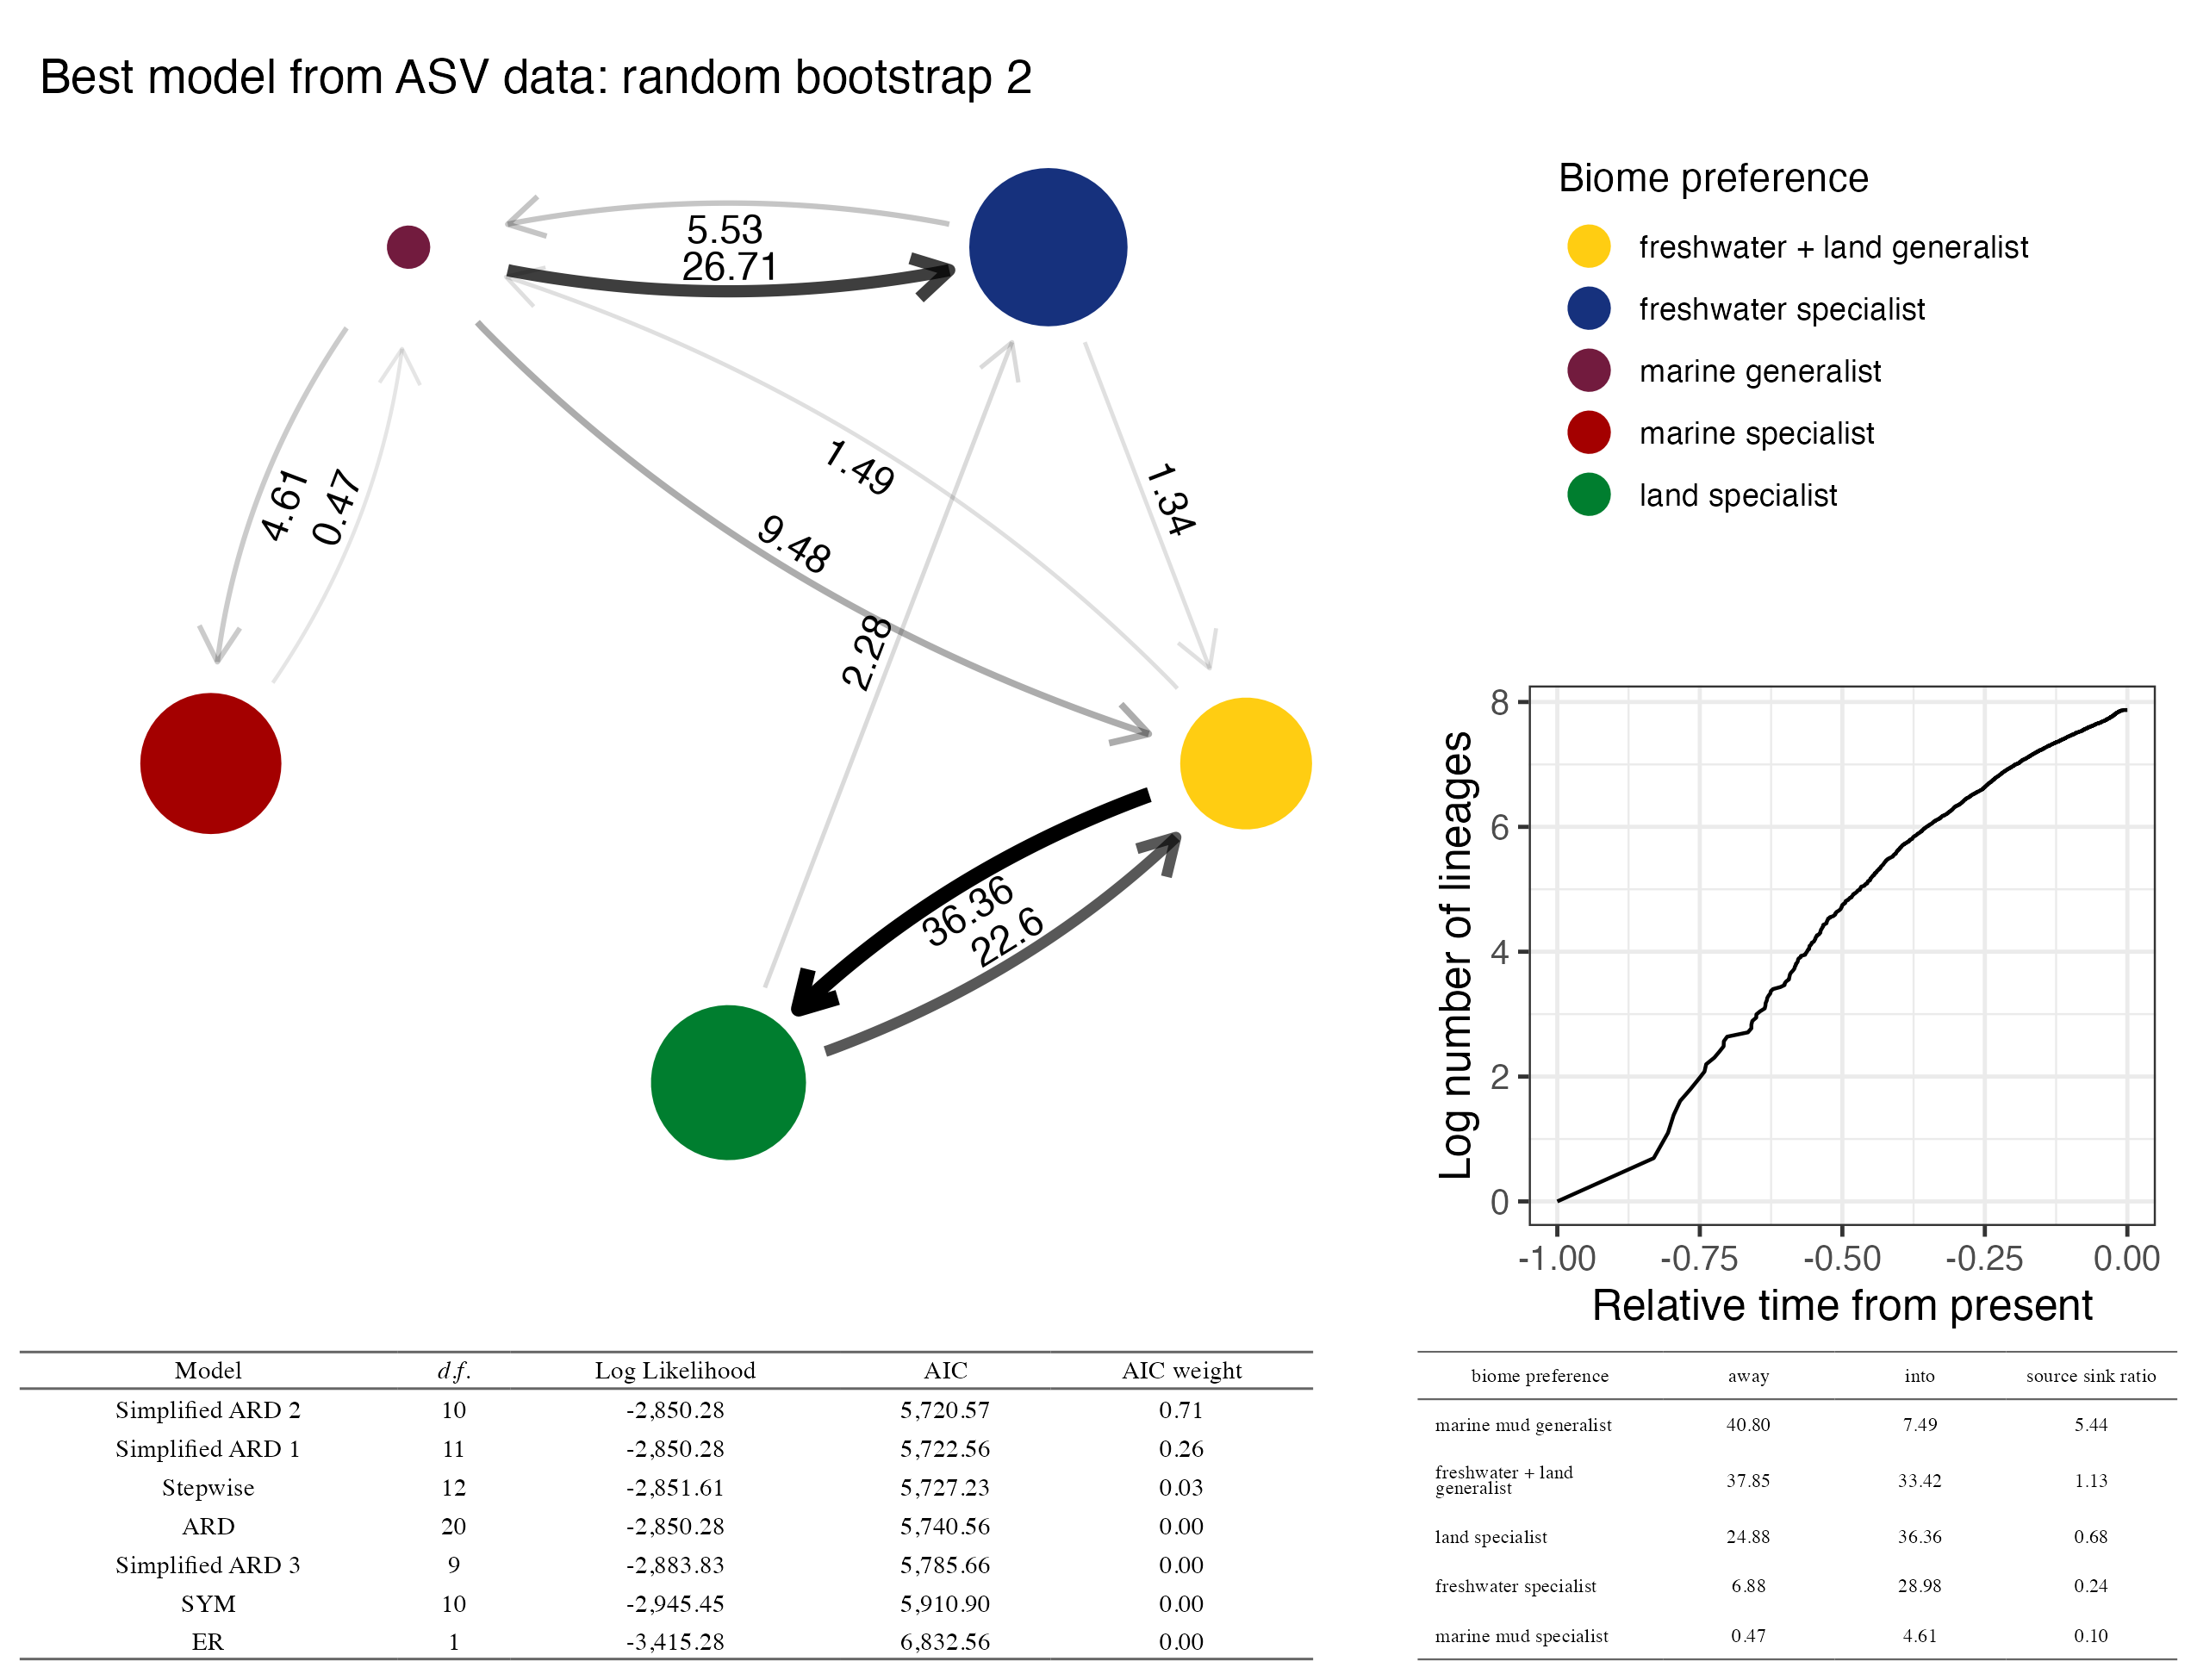 Best model from ASV data: random bootstrap 2
5.53
26.71
4.61
0.47
1.49
9.48
2.28
1.34
36.36
22.6
Biome preference
freshwater + land generalist
freshwater specialist
marine generalist
marine specialist
land specialist
Log number of lineages
8
6
4
2
0
-1.00 -0.75 -0.50 -0.25 0.00
Relative time from present
Model d.f. Log Likelihood AIC AIC weight
Simplified ARD 2 10 -2,850.28 5,720.57 0.71
Simplified ARD 1 11 -2,850.28 5,722.56 0.26
Stepwise 12 -2,851.61 5,727.23 0.03
ARD 20 -2,850.28 5,740.56 0.00
Simplified ARD 3 9 -2,883.83 5,785.66 0.00
SYM 10 -2,945.45 5,910.90 0.00
ER 1 -3,415.28 6,832.56 0.00
biome preference away into source sink ratio
marine mud generalist 40.80 7.49 5.44
freshwater + land
generalist 37.85 33.42 1.13
land specialist 24.88 36.36 0.68
freshwater specialist 6.88 28.98 0.24
marine mud specialist 0.47 4.61 0.10